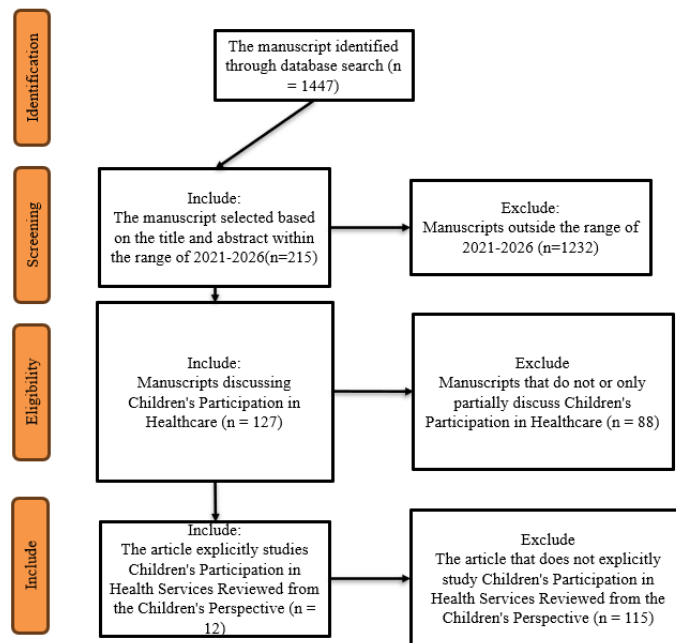 Identification
The manuscript identified
through database search (n
= 1447)
Screening
Include:
The manuscript selected based
on the title and abstract within
the range of 2021-2026(n=215)
Exclude:
Manuscripts outside the range of
2021-2026 (n=1232)
Eligibility
Include:
Manuscripts discussing
Children's Participation in
Healthcare (n = 127)
Exclude
Manuscripts that do not or only
partially discuss Children's
Participation in Healthcare (n = 88)
Include
Include:
The article explicitly studies
Children's Participation in
Health Services Reviewed from
the Children's Perspective (n =
12)
Exclude
The article that does not explicitly
study Children's Participation in
Health Services Reviewed from the
Children's Perspective (n = 115)